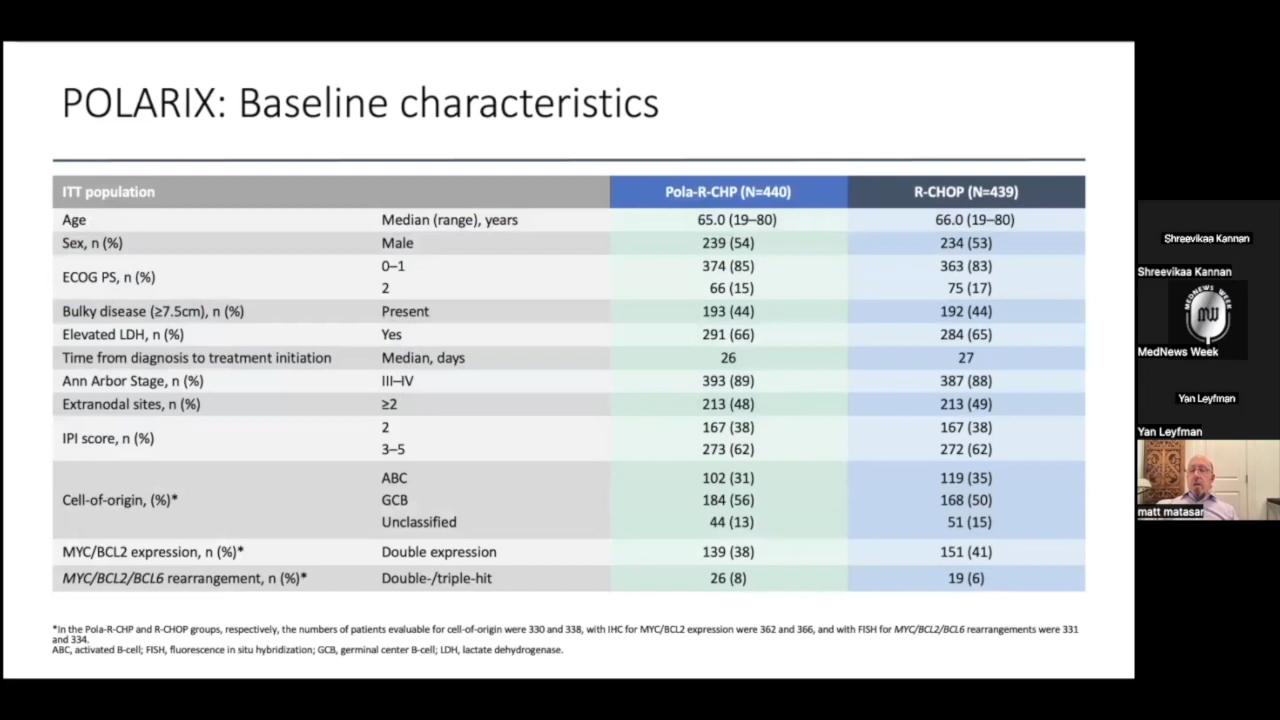 POLARIX: Baseline characteristics
ITT population Pola-R-CHP (N=440) R-CHOP (N=439)
Age Median (range), years 65.0 (19–80) 66.0 (19–80)
Sex, n (%) Male 239 (54) 234 (53)
ECOG PS, n (%)
0–1 374 (85) 363 (83)
2 66 (15) 75 (17)
Bulky disease (≥7.5cm), n (%) Present 193 (44) 192 (44)
Elevated LDH, n (%) Yes 291 (66) 284 (65)
Time from diagnosis to treatment initiation Median, days 26 27
Ann Arbor Stage, n (%) III–IV 393 (89) 387 (88)
Extranodal sites, n (%) ≥2 213 (48) 213 (49)
IPI score, n (%)
2 167 (38) 167 (38)
3–5 273 (62) 272 (62)
Cell-of-origin, (%)*
ABC 102 (31) 119 (35)
GCB 184 (56) 168 (50)
Unclassified 44 (13) 51 (15)
MYC/BCL2 expression, n (%)* Double expression 139 (38) 151 (41)
MYC/BCL2/BCL6 rearrangement, n (%)* Double-/triple-hit 26 (8) 19 (6)
*In the Pola-R-CHP and R-CHOP groups, respectively, the numbers of patients evaluable for cell-of-origin were 330 and 338, with IHC for MYC/BCL2 expression were 362 and 366, and with FISH for MYC/BCL2/BCL6 rearrangements were 331
and 334.
ABC, activated B-cell; FISH, fluorescence in situ hybridization; GCB, germinal center B-cell; LDH, lactate dehydrogenase.
Shreevikaa Kannan
Shreevikaa Kannan
MEDNEWS WEEK
MW
MedNews Week
Yan Leyfman
Yan Leyfman
matt matasar